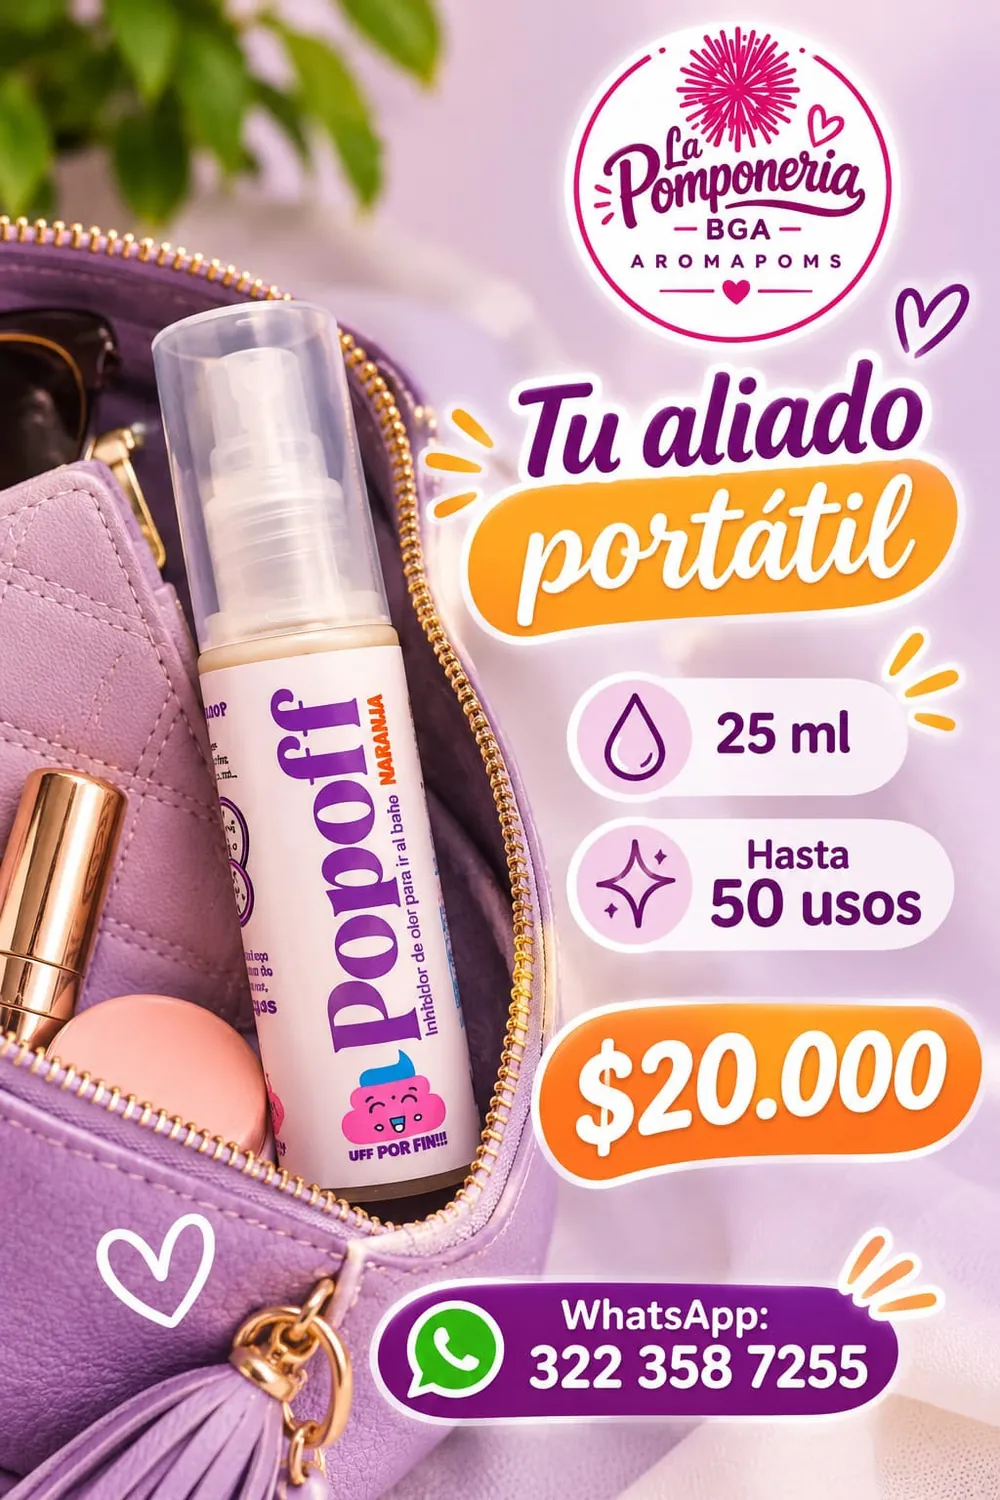 La
Pomponeria
BGA
AROMAPOMS
Tu aliado
portátil
25 ml
Hasta
50 usos
$20.000
WhatsApp:
322 358 7255
Popoff
NARANJA
Inhibidor de olor para ir al baño
UFF POR FIN!!!